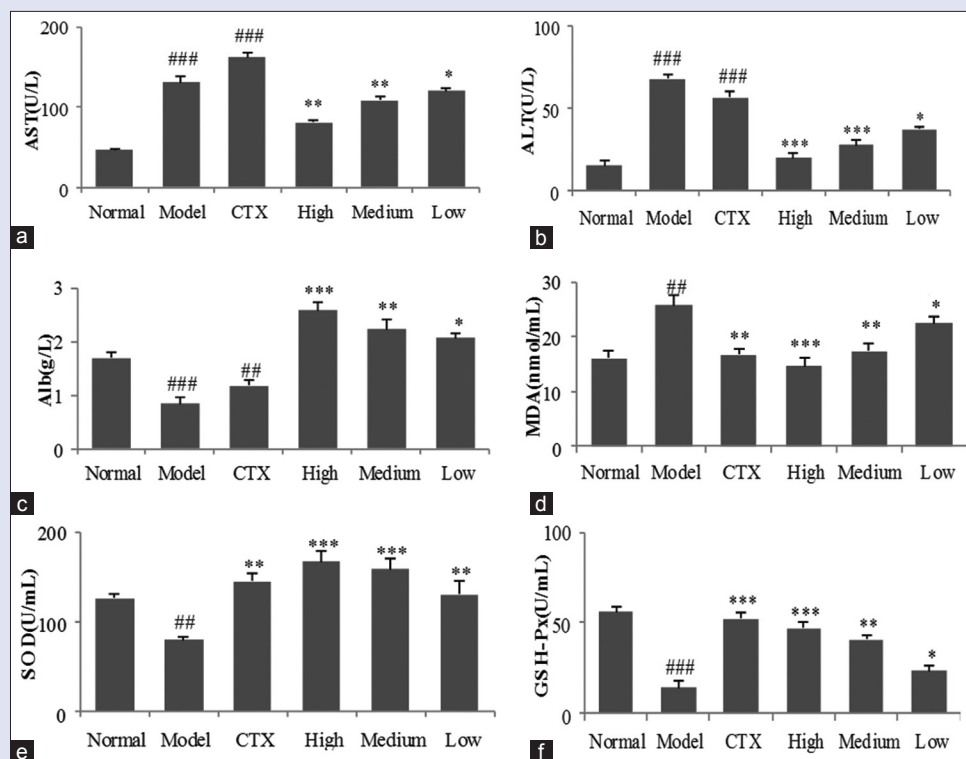 200
100
0
AST(U/L)
### ### ** ** *
Normal Model CTX High Medium Low
a
100
50
0
ALT(U/L)
### ### *** *** *
Normal Model CTX High Medium Low
b
3
2
1
0
Alb(g/L)
### ## *** ** *
Normal Model CTX High Medium Low
c
30
20
10
0
MDA(nmol/mL)
## ** *** ** *
Normal Model CTX High Medium Low
d
200
100
0
SOD(U/mL)
## ** *** *** **
Normal Model CTX High Medium Low
e
100
50
0
GSH-Px(U/mL)
### *** *** ** *
Normal Model CTX High Medium Low
f